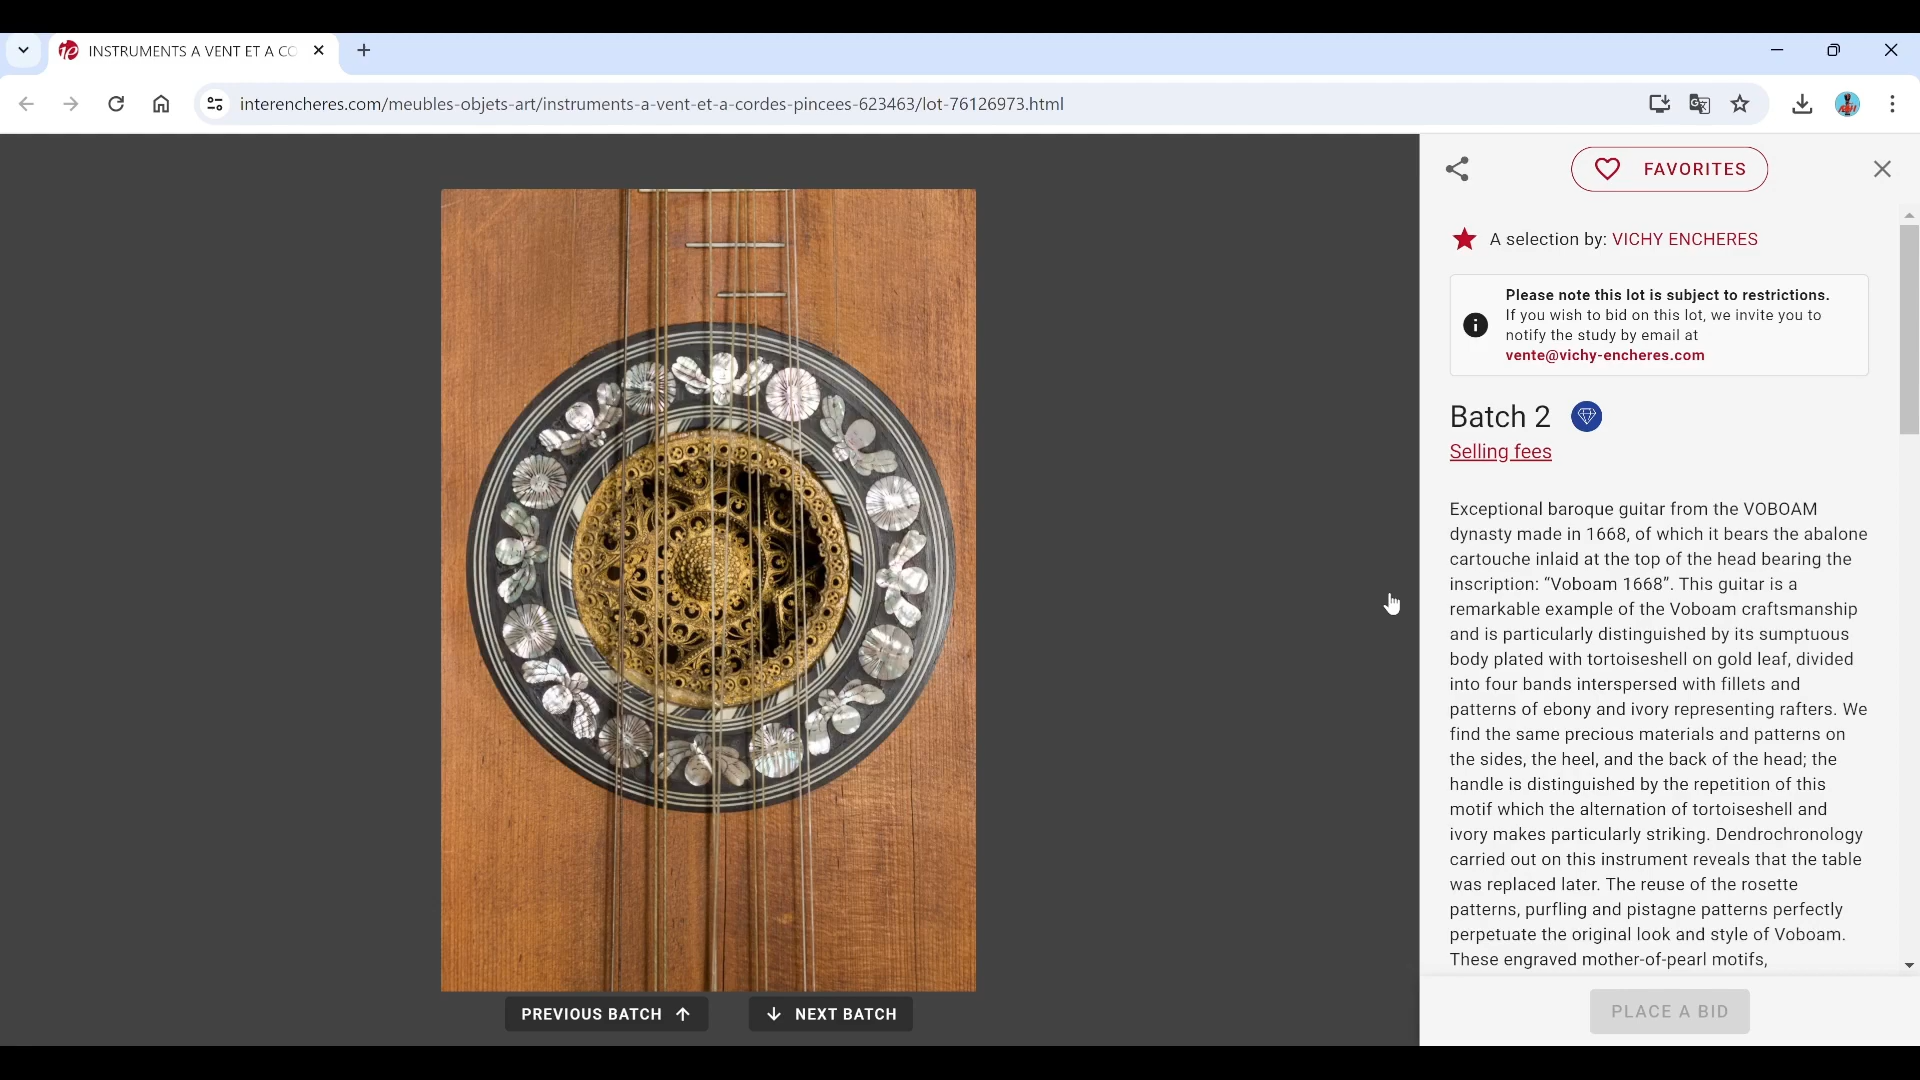 INSTRUMENTS A VENT ET A CO
interencheres.com/meubles-objets-art/instruments-a-vent-et-a-cordes-pincees-623463/lot-76126973.html
FAVORITES
A selection by: VICHY ENCHERES
Please note this lot is subject to restrictions.
If you wish to bid on this lot, we invite you to
notify the study by email at
vente@vichy-encheres.com
Batch 2
Selling fees
Exceptional baroque guitar from the VOBOAM
dynasty made in 1668, of which it bears the abalone
cartouche inlaid at the top of the head bearing the
inscription: “Voboam 1668”. This guitar is a
remarkable example of the Voboam craftsmanship
and is particularly distinguished by its sumptuous
body plated with tortoiseshell on gold leaf, divided
into four bands interspersed with fillets and
patterns of ebony and ivory representing rafters. We
find the same precious materials and patterns on
the sides, the heel, and the back of the head; the
handle is distinguished by the repetition of this
motif which the alternation of tortoiseshell and
ivory makes particularly striking. Dendrochronology
carried out on this instrument reveals that the table
was replaced later. The reuse of the rosette
patterns, purfling and pistagne patterns perfectly
perpetuate the original look and style of Voboam.
These engraved mother-of-pearl motifs,
PREVIOUS BATCH
NEXT BATCH
PLACE A BID